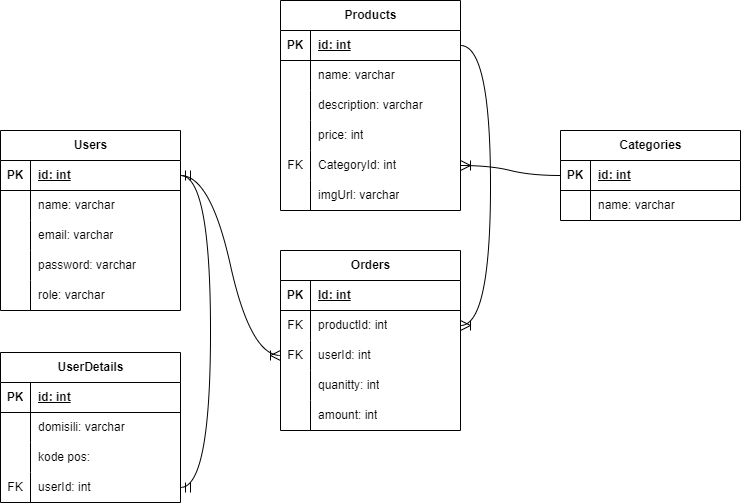 Products
PK id: int
name: varchar
description: varchar
price: int
FK CategoryId: int
imgUrl: varchar
Users
PK id: int
name: varchar
email: varchar
password: varchar
role: varchar
Categories
PK id: int
name: varchar
Orders
PK Id: int
FK productId: int
FK userId: int
quanitty: int
amount: int
UserDetails
PK id: int
domisili: varchar
kode pos:
FK userId: int